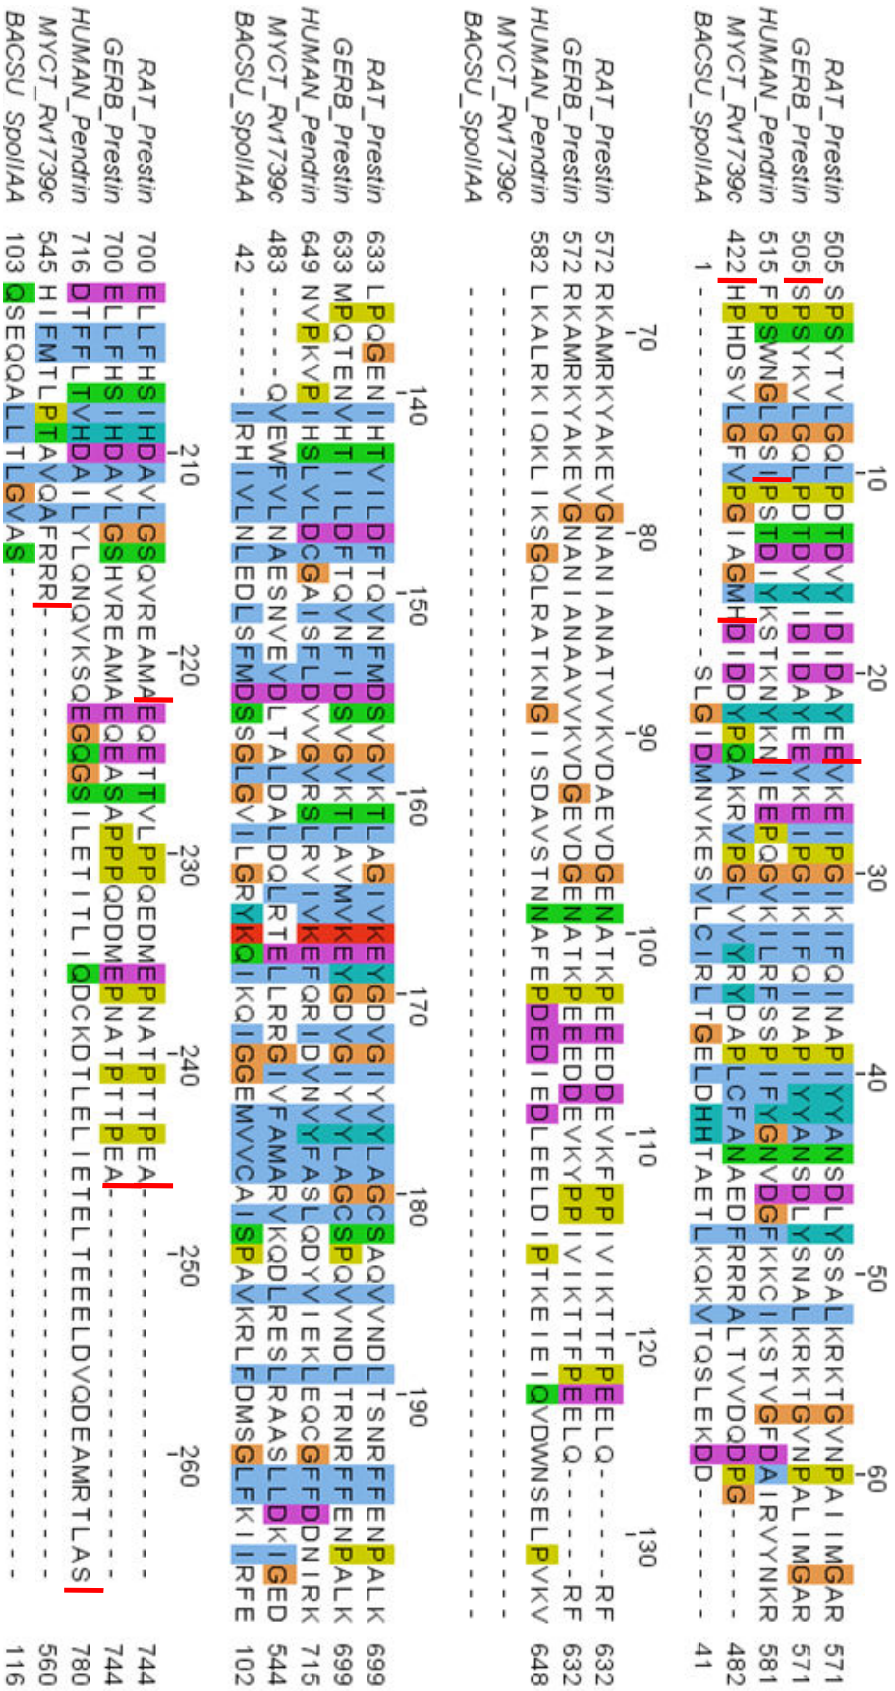 10 20 30 40 50 60
RAT_Prestin 505 SPSYTVLGQLPDTDVYIDIDAYEEVKEIPGIKIFQINAPIYYANSDLYSSALKRKTGVNPAIIMGAR 571
GERB_Prestin 505 SPSYKVLGQLPDTDVYIDIDAYEEVKEIPGIKIFQINAPIYYANSDLYSNALKRKTGVNPALIMGAR 571
HUMAN_Pendrin 515 FPSWNGLGSIPSTDIYKSTKNYKNIEEPQGVKILRFSSPIFYGNVDGFKKCIKSTVGFDAIRVYNKR 581
MYCT_Rv1739c 422 HPHDSVLGFVPGIAGMHDIDDYPQAKRVPGLVVYRYDAPLCFANAEDFRRRALTVVDQDPG------ 482
BACSU_SpoIIAA 1 -------------------SLGIDMNVKESVLCIRLTGELDHHTAETLKQKVTQSLEKDD------- 41
70 80 90 100 110 120 130
RAT_Prestin 572 RKAMRKYAKEVGNANIANATVVKVDAEVDGENATKPEEEDDEVKFPPIVIKTTFPEELQ------RF 632
GERB_Prestin 572 RKAMRKYAKEVGNANIANAAVVKVDGEVDGENATKPEEEDDEVKYPPIVIKTTFPEELQ------RF 632
HUMAN_Pendrin 582 LKALRKIQKLIKSGQLRATKNGIISDAVSTNNAFEPDEDIEDLEELDIPTKEIEIQVDWNSELPVKV 648
MYCT_Rv1739c -------------------------------------------------------------------
BACSU_SpoIIAA -------------------------------------------------------------------
140 150 160 170 180 190
RAT_Prestin 633 LPQGENIHTVILDFTQVNFMDSVGVKTLAGIVKEYGDVGIYVYLAGCSAQVVNDLTSNRFFENPALK 699
GERB_Prestin 633 MPQTENVHTIILDFTQVNFIDSVGVKTLAVMVKEYGDVGIYVYLAGCSPQVVNDLTRNRFFENPALK 699
HUMAN_Pendrin 649 NVPKVPIHSLVLDCGAISFLDVVGVRSLRVIVKEFQRIDVNVYFASLQDYVIEKLEQCGFFDDNIRK 715
MYCT_Rv1739c 483 -----QVEWFVLNAESNVEVDLTALDALDQLRTELLRRGIVFAMARVKQDLRESLRAASLLDKIGED 544
BACSU_SpoIIAA 42 ------IRHIVLNLEDLSFMDSSGLGVILGRYKQIKQIGGEMVVCAISPAVKRLFDMSGLFKIIRFE 102
210 220 230 240 250 260
RAT_Prestin 700 ELLFHSIHDAVLGSQVREAMAEQETTVLPPQEDMEPNATPTTPEA-------------------- 744
GERB_Prestin 700 ELLFHSIHDAVLGSHVREAMAEQEASAPPPQDDMEPNATPTTPEA-------------------- 744
HUMAN_Pendrin 716 DTFFLTVHDAILYLQNQVKSQEGQGSILETITLIQDCKDTLELIETELTEEELDVQDEAMRTLAS 780
MYCT_Rv1739c 545 HIFMTLPTAVQAFRRR------------------------------------------------- 560
BACSU_SpoIIAA 103 QSEQQALLTLGVAS--------------------------------------------------- 116